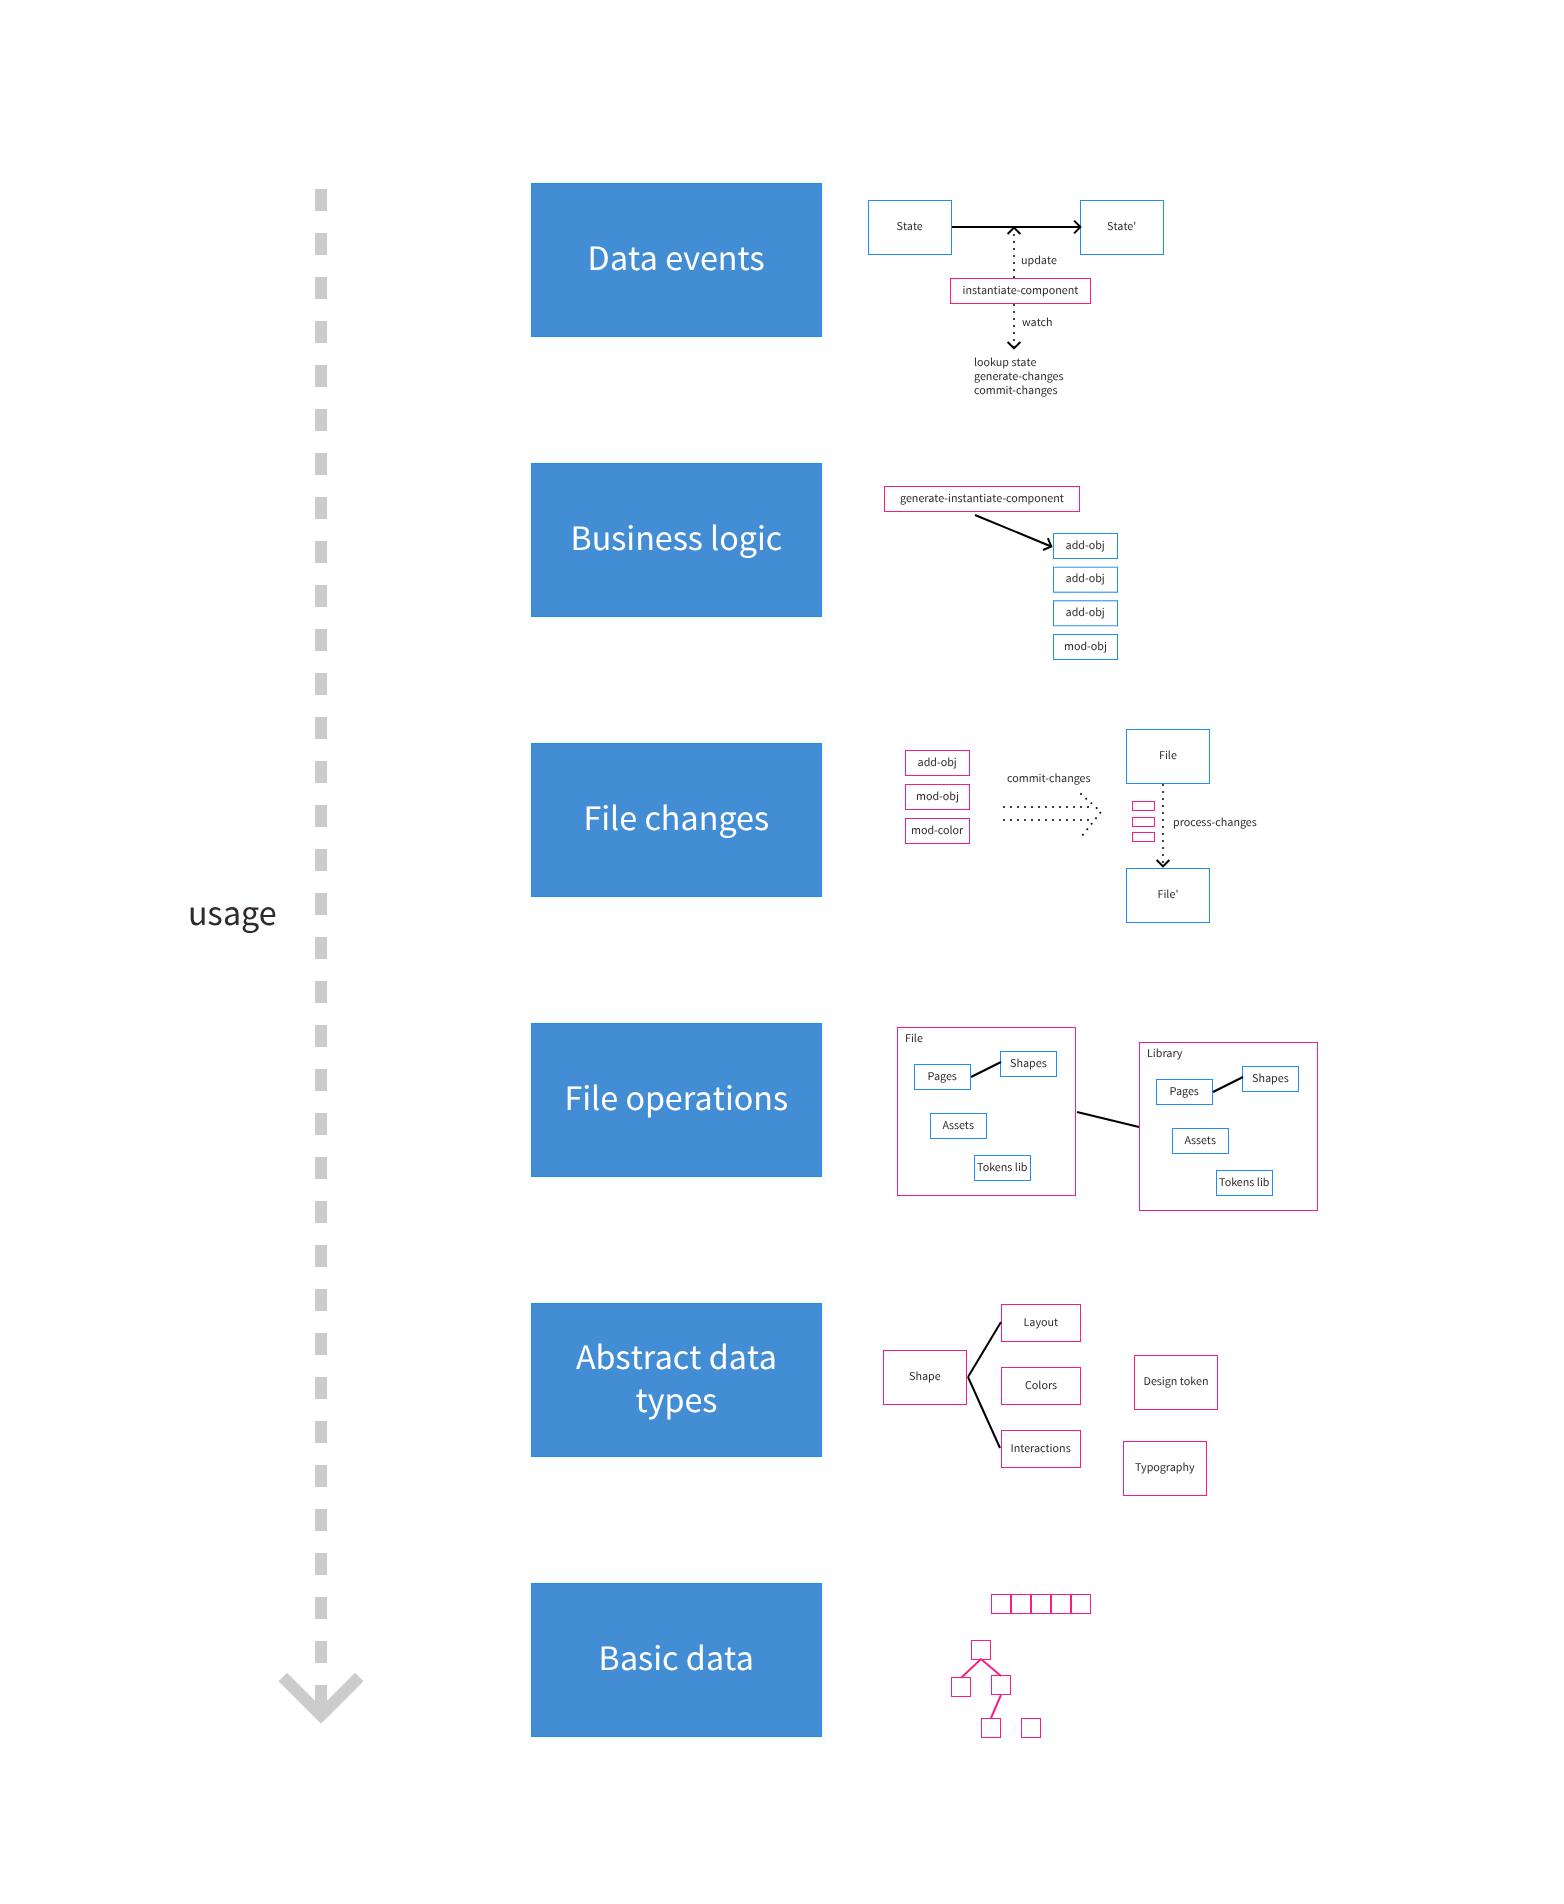 Data events
State
State'
update
instantiate-component
watch
lookup state
generate-changes
commit-changes
Business logic
generate-instantiate-component
add-obj
add-obj
add-obj
mod-obj
File changes
add-obj
mod-obj
mod-color
commit-changes
File
process-changes
File'
usage
File operations
File
Pages
Shapes
Assets
Tokens lib
Library
Pages
Shapes
Assets
Tokens lib
Abstract data
types
Shape
Layout
Colors
Interactions
Design token
Typography
Basic data